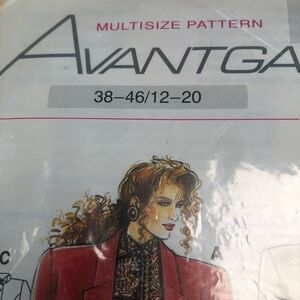 MULTISIZE PATTERN
AVANTGA
38–46/12–20
C
A